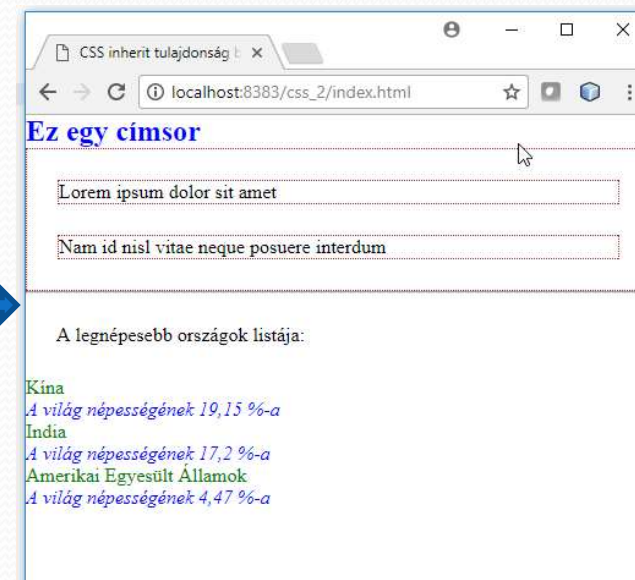 CSS inherit tulajdonság
localhost:8383/css_2/index.html
Ez egy címsor
Lorem ipsum dolor sit amet
Nam id nisl vitae neque posuere interdum
A legnépesebb országok listája:
Kína
A világ népességének 19,15 %-a
India
A világ népességének 17,2 %-a
Amerikai Egyesült Államok
A világ népességének 4,47 %-a